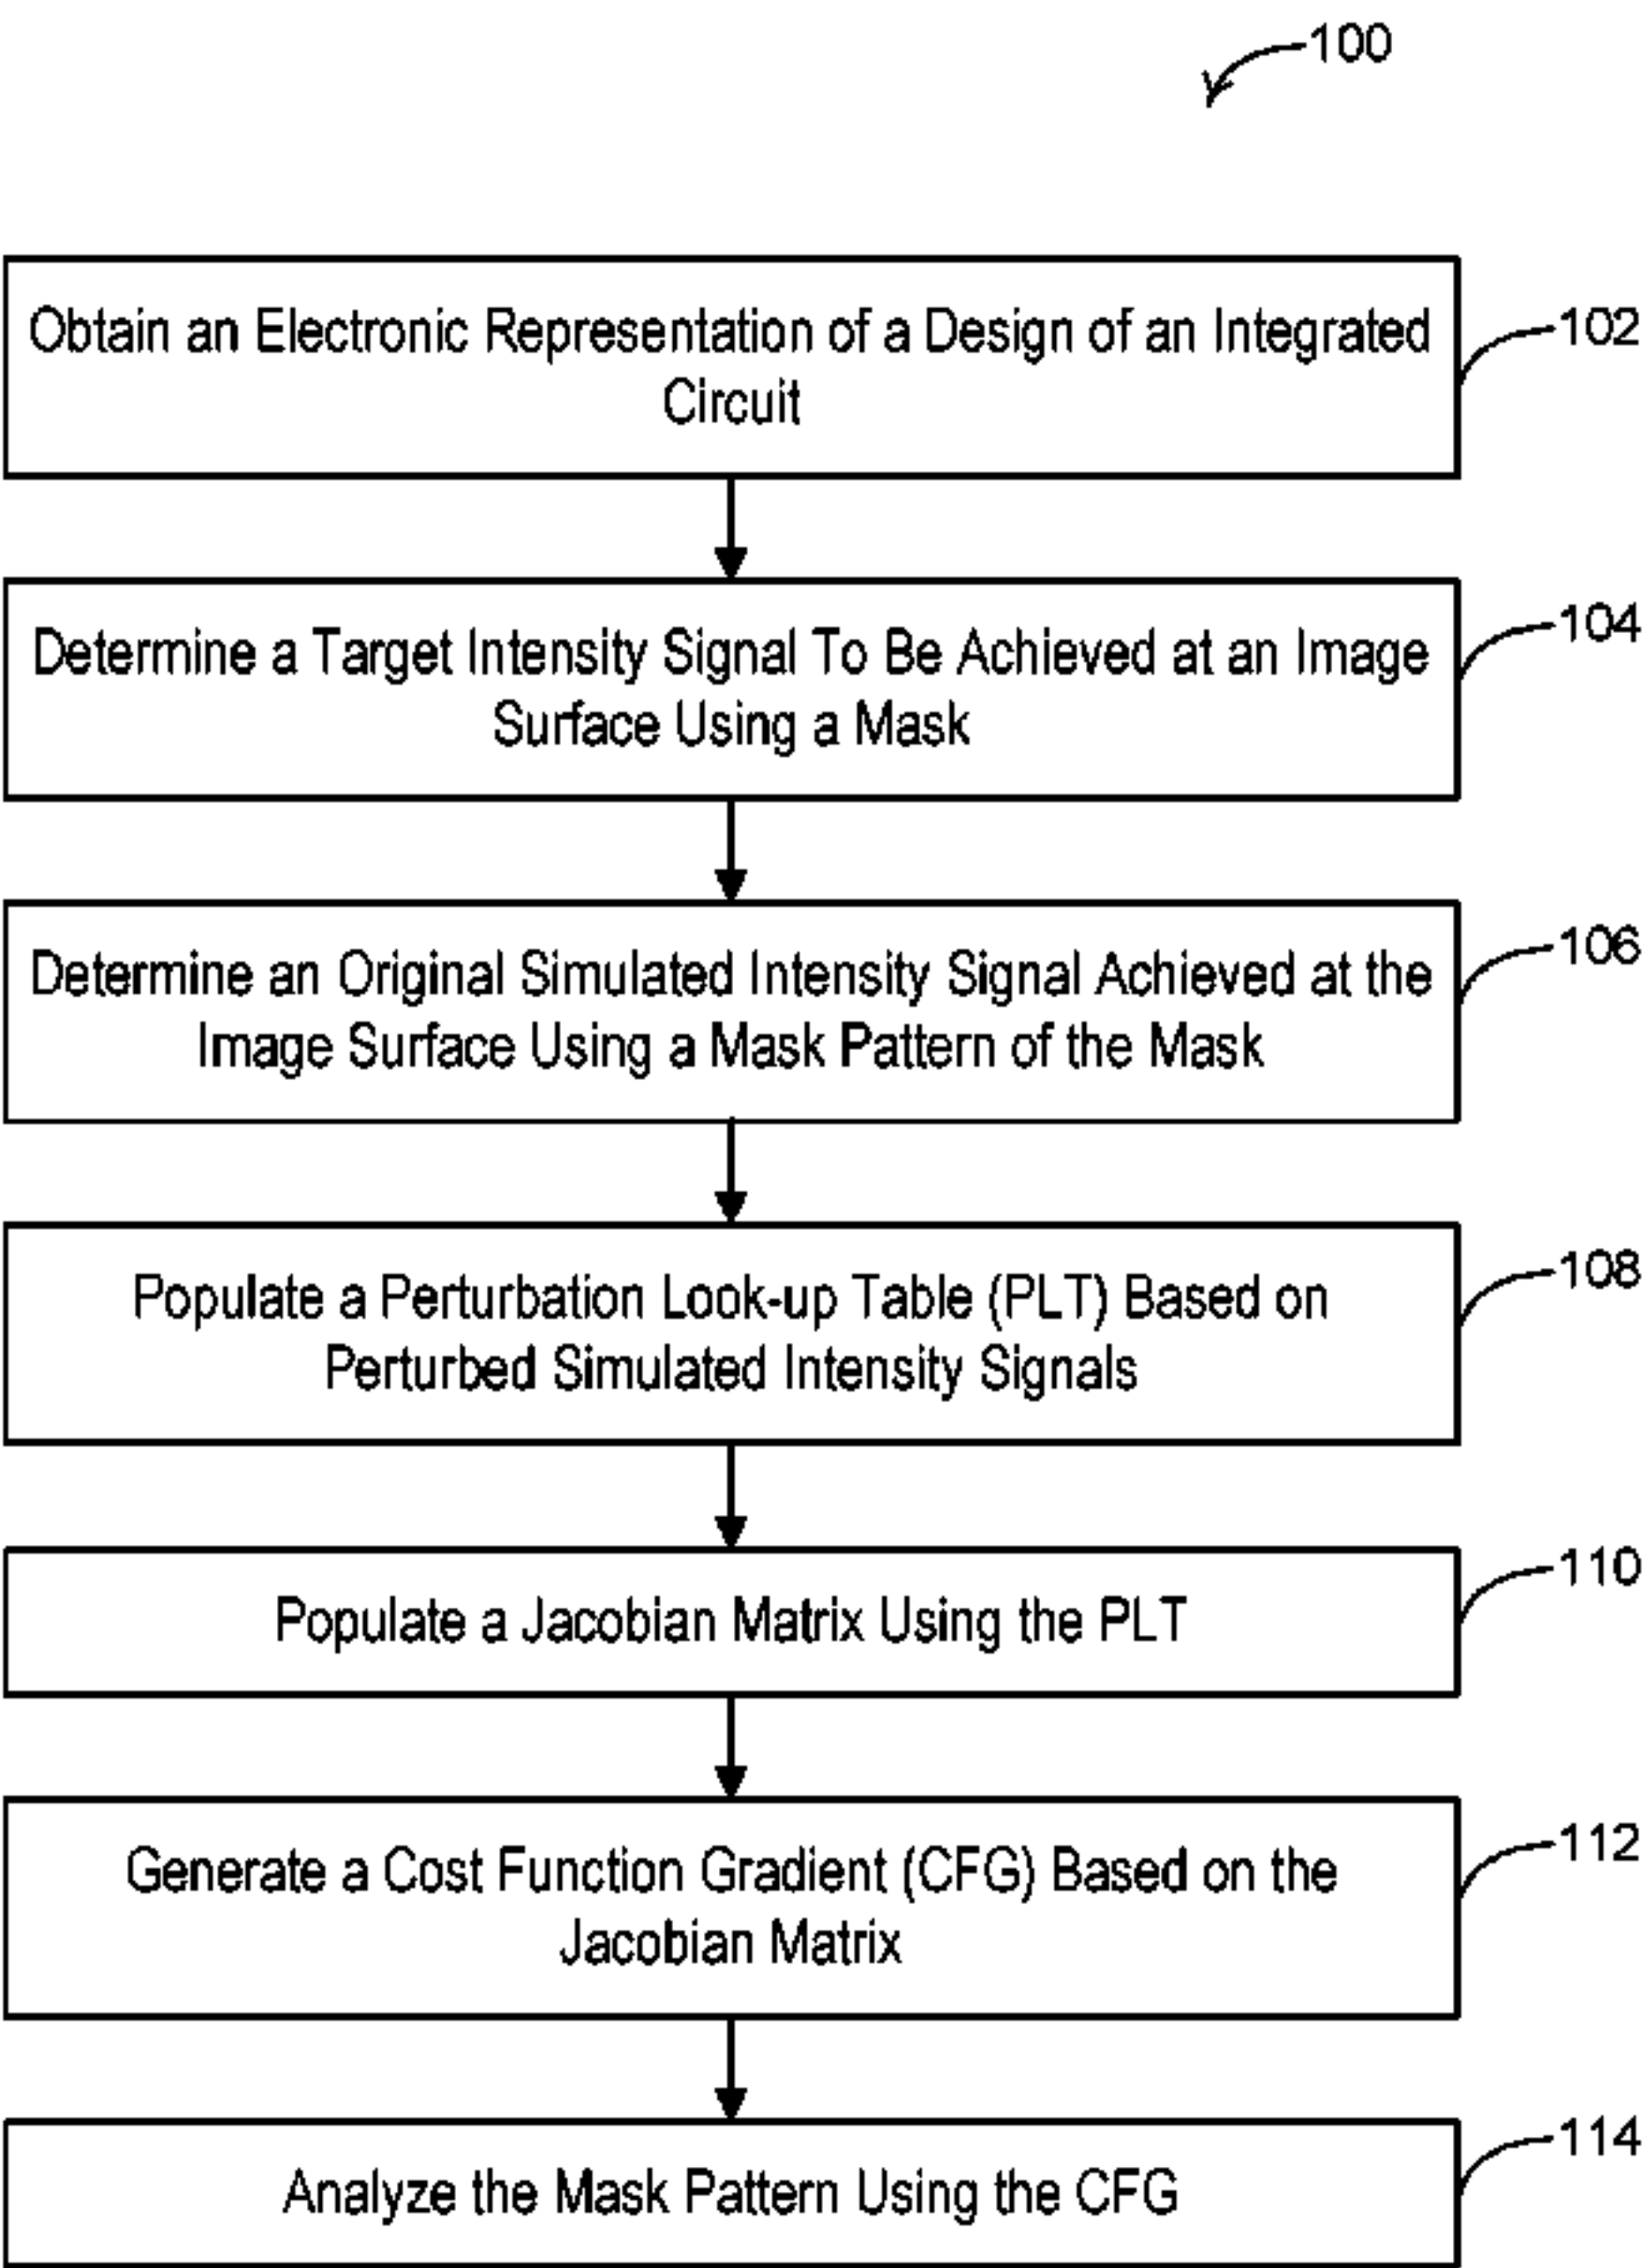 100
Obtain an Electronic Representation of a Design of an Integrated
Circuit
102
Determine a Target Intensity Signal To Be Achieved at an Image
Surface Using a Mask
104
Determine an Original Simulated Intensity Signal Achieved at the
Image Surface Using a Mask Pattern of the Mask
106
Populate a Perturbation Look-up Table (PLT) Based on
Perturbed Simulated Intensity Signals
108
Populate a Jacobian Matrix Using the PLT
110
Generate a Cost Function Gradient (CFG) Based on the
Jacobian Matrix
112
Analyze the Mask Pattern Using the CFG
114